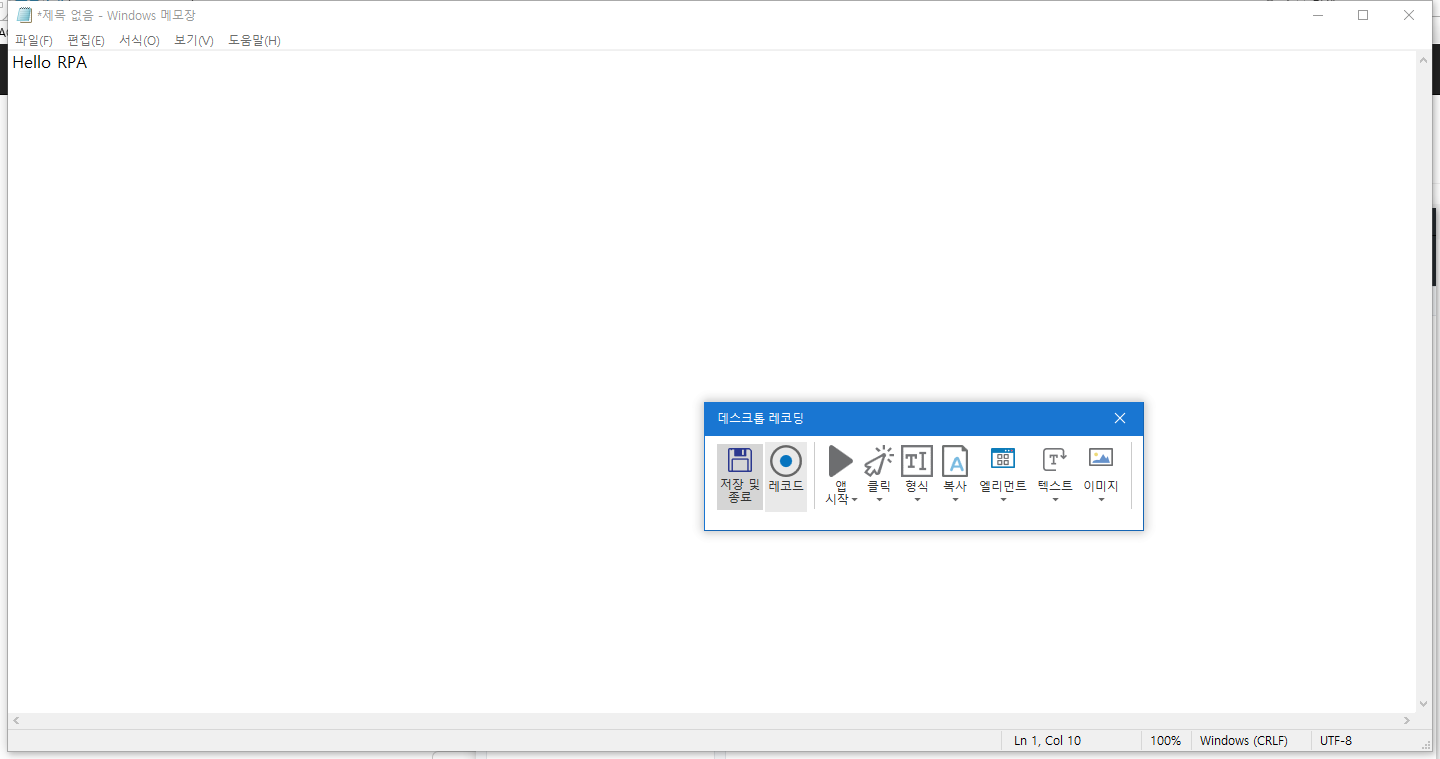 *제목 없음 - Windows 메모장
파일(F) 편집(E) 서식(O) 보기(V) 도움말(H)
Hello RPA
데스크톱 레코딩
저장 및
종료
레코드
앱
시작
클릭
형식
복사
엘리먼트
텍스트
이미지
Ln 1, Col 10 100% Windows (CRLF) UTF-8